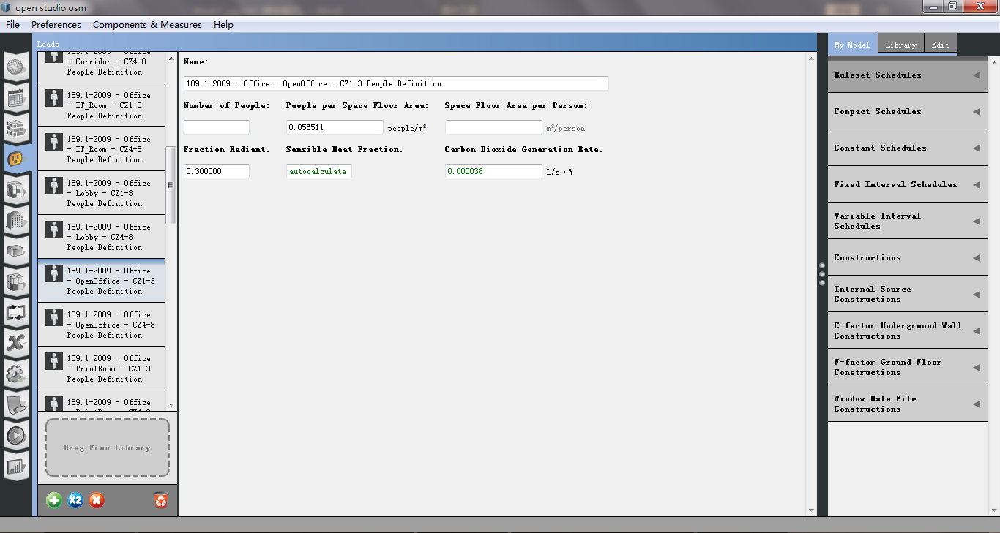 open studio.osm
File Preferences Components & Measures Help
Loads
My Model Library Edit
189.1-2009 - Office
- Corridor - CZ4-8
People Definition
189.1-2009 - Office
- IT_Room - CZ1-3
People Definition
189.1-2009 - Office
- IT_Room - CZ4-8
People Definition
189.1-2009 - Office
- Lobby - CZ1-3
People Definition
189.1-2009 - Office
- Lobby - CZ4-8
People Definition
189.1-2009 - Office
- OpenOffice - CZ1-3
People Definition
189.1-2009 - Office
- OpenOffice - CZ4-8
People Definition
189.1-2009 - Office
- PrintRoom - CZ1-3
People Definition
189.1-2009 - Office
Drag From Library
X2
Name:
189.1-2009 - Office - OpenOffice - CZ1-3 People Definition
Number of People: People per Space Floor Area: Space Floor Area per Person:
0.056511 people/m² m²/person
Fraction Radiant: Sensible Heat Fraction: Carbon Dioxide Generation Rate:
0.300000 autocalculate 0.000038 L/s·W
Ruleset Schedules
Compact Schedules
Constant Schedules
Fixed Interval Schedules
Variable Interval
Schedules
Constructions
Internal Source
Constructions
C-factor Underground Wall
Constructions
F-factor Ground Floor
Constructions
Window Data File
Constructions